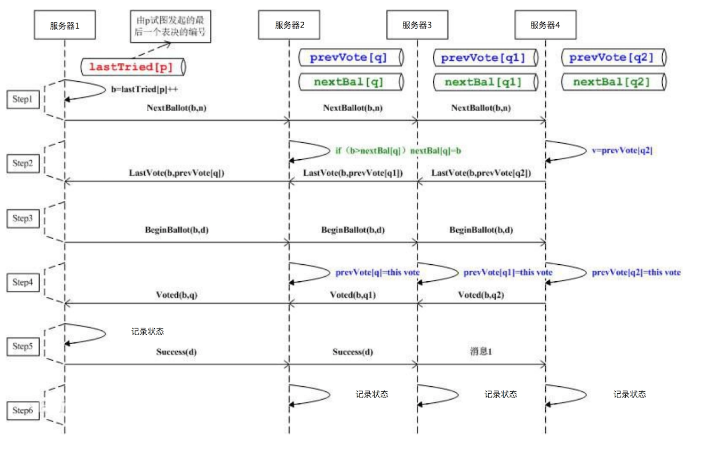 服务器1
由p试图发起的最
后一个表决的编号
服务器2
服务器3
服务器4
lastTried[p]
prevVote[q]
prevVote[q1]
prevVote[q2]
nextBal[q]
nextBal[q1]
nextBal[q2]
Step1
b=lastTried[p]++
NextBallot(b,n)
NextBallot(b,n)
NextBallot(b,n)
Step2
if（b>nextBal[q]）nextBal[q]=b
v=prevVote[q2]
LastVote(b,prevVote[q])
LastVote(b,prevVote[q1])
LastVote(b,prevVote[q2])
Step3
BeginBallot(b,d)
BeginBallot(b,d)
BeginBallot(b,d)
Step4
prevVote[q]=this vote
prevVote[q1]=this vote
prevVote[q2]=this vote
Voted(b,q)
Voted(b,q1)
Voted(b,q2)
Step5
记录状态
Success(d)
Success(d)
消息1
Step6
记录状态
记录状态
记录状态